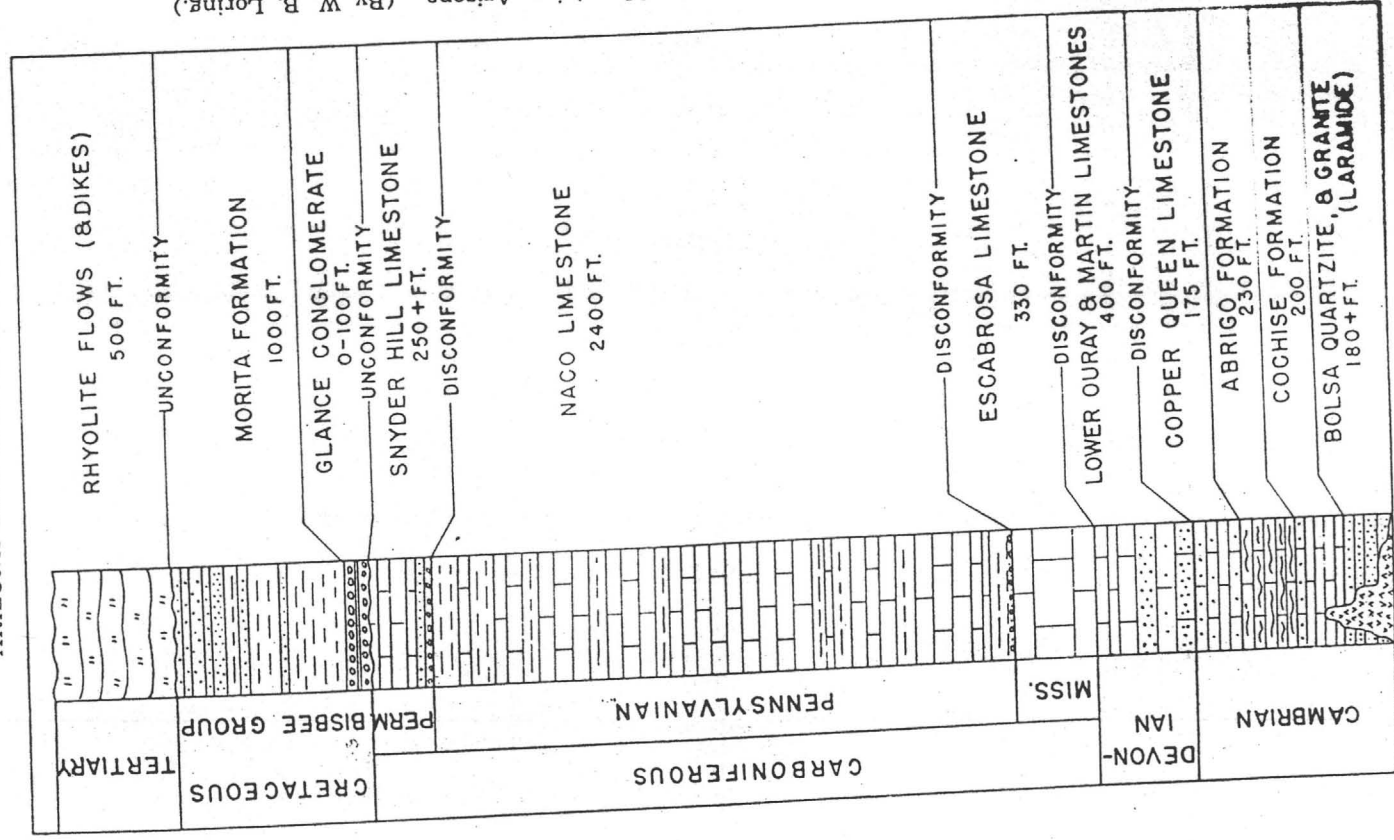 Arizona. (By W. B. Loring.)
RHYOLITE FLOWS (& DIKES)
500 FT.
UNCONFORMITY
MORITA FORMATION
1000 FT.
GLANCE CONGLOMERATE
0-100 FT.
UNCONFORMITY
SNYDER HILL LIMESTONE
250+ FT.
DISCONFORMITY
NACO LIMESTONE
2400 FT.
DISCONFORMITY
ESCABROSA LIMESTONE
330 FT.
DISCONFORMITY
LOWER OURAY & MARTIN LIMESTONES
400 FT.
DISCONFORMITY
COPPER QUEEN LIMESTONE
175 FT.
ABRIGO FORMATION
230 FT.
COCHISE FORMATION
200 FT.
BOLSA QUARTZITE, & GRANITE
180+ FT. (LARAMIDE)
TERTIARY
CRETACEOUS
BISBEE
GROUP
CARBONIFEROUS
PERM
PENNSYLVANIAN
MISS.
DEVON-
IAN
CAMBRIAN